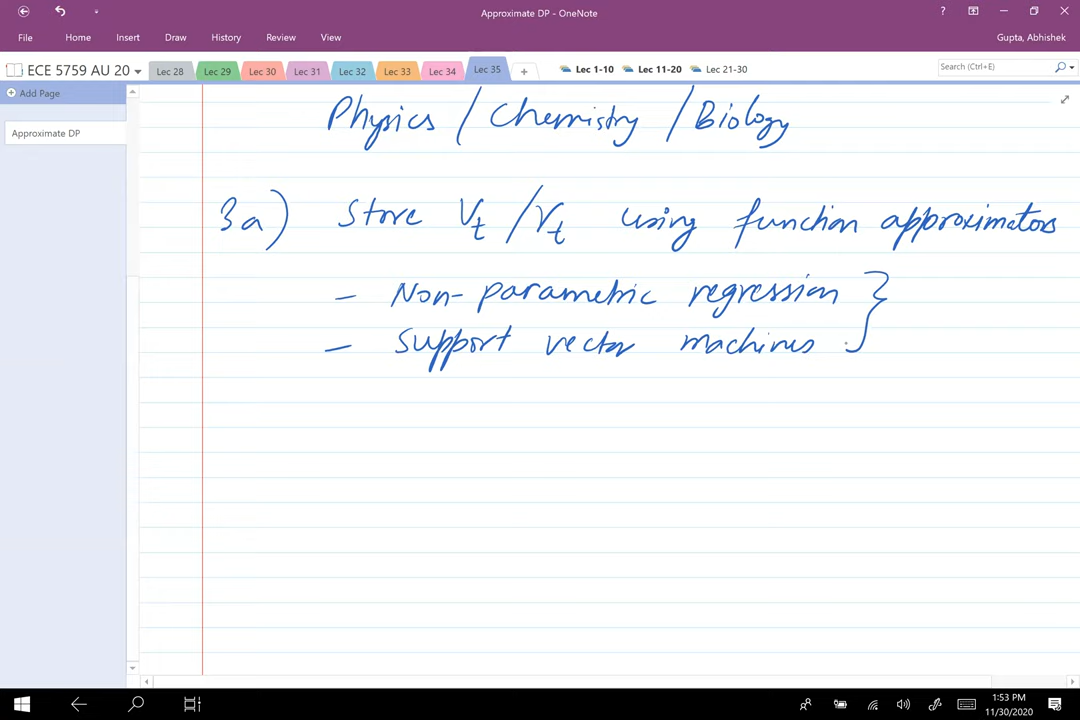 Approximate DP - OneNote
?
Gupta, Abhishek
File Home Insert Draw History Review View
ECE 5759 AU 20
Lec 28 Lec 29 Lec 30 Lec 31 Lec 32 Lec 33 Lec 34 Lec 35 + Lec 1-10 Lec 11-20 Lec 21-30
Search (Ctrl+E)
Add Page
Approximate DP
Physics / Chemistry / Biology
3a) Store V_t / V_t using function approximators
- Non-parametric regression }
- Support vector machines
1:53 PM
11/30/2020